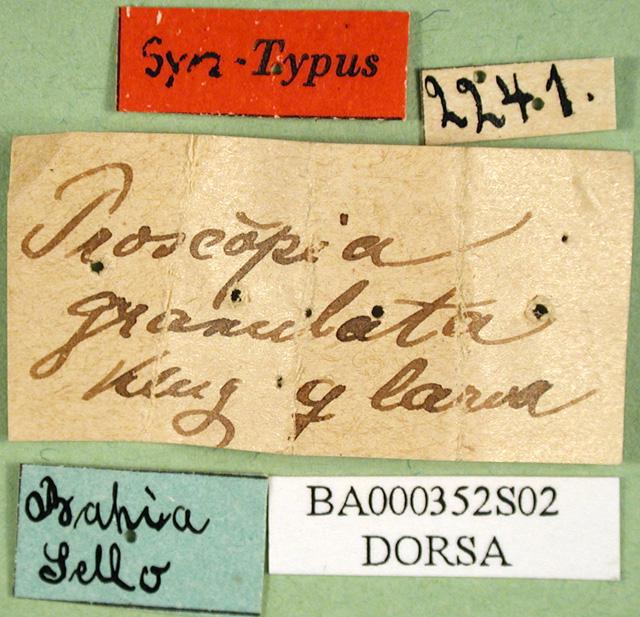 Syn-Typus
2241.
Proscopia
granulata
Klug ♀ larva
Bahia
Sello
BA000352S02
DORSA